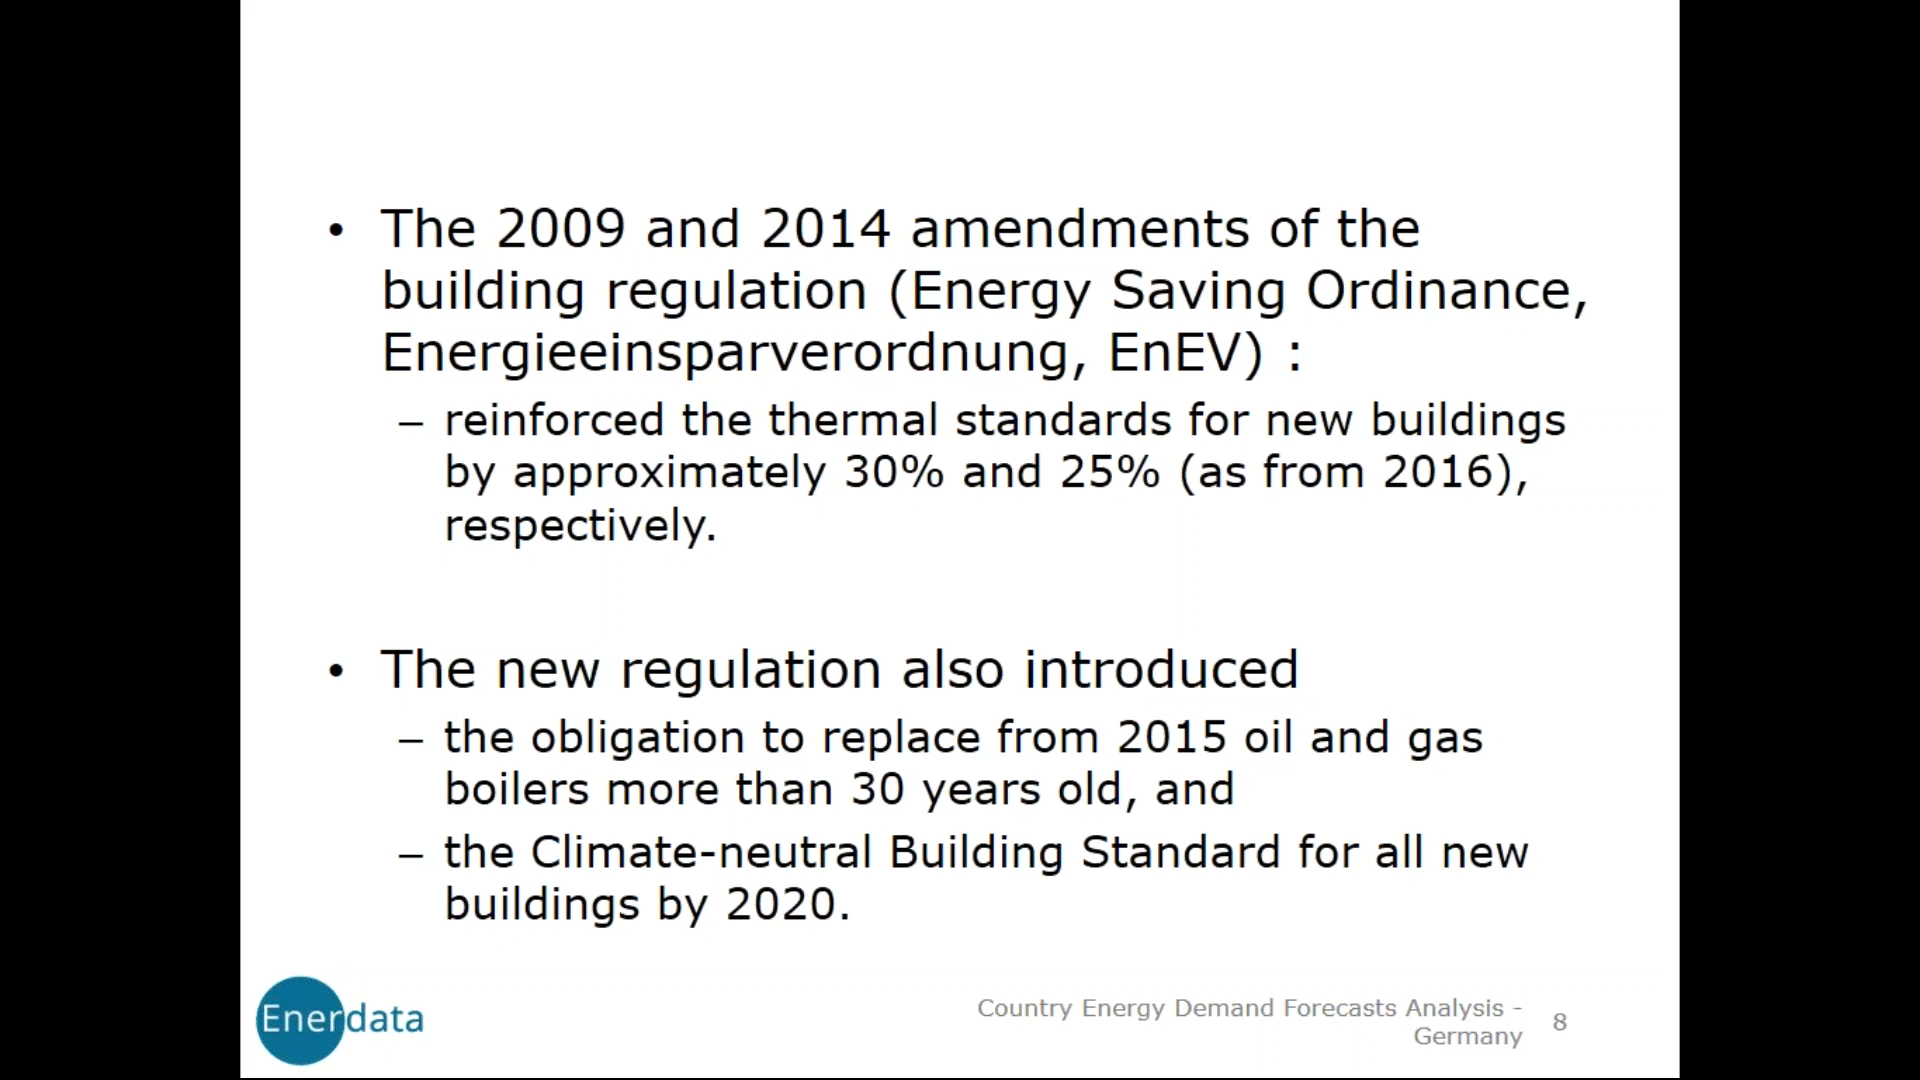 • The 2009 and 2014 amendments of the
building regulation (Energy Saving Ordinance,
Energieeinsparverordnung, EnEV) :
– reinforced the thermal standards for new buildings
by approximately 30% and 25% (as from 2016),
respectively.
• The new regulation also introduced
– the obligation to replace from 2015 oil and gas
boilers more than 30 years old, and
– the Climate-neutral Building Standard for all new
buildings by 2020.
Enerdata
Country Energy Demand Forecasts Analysis -
Germany
8